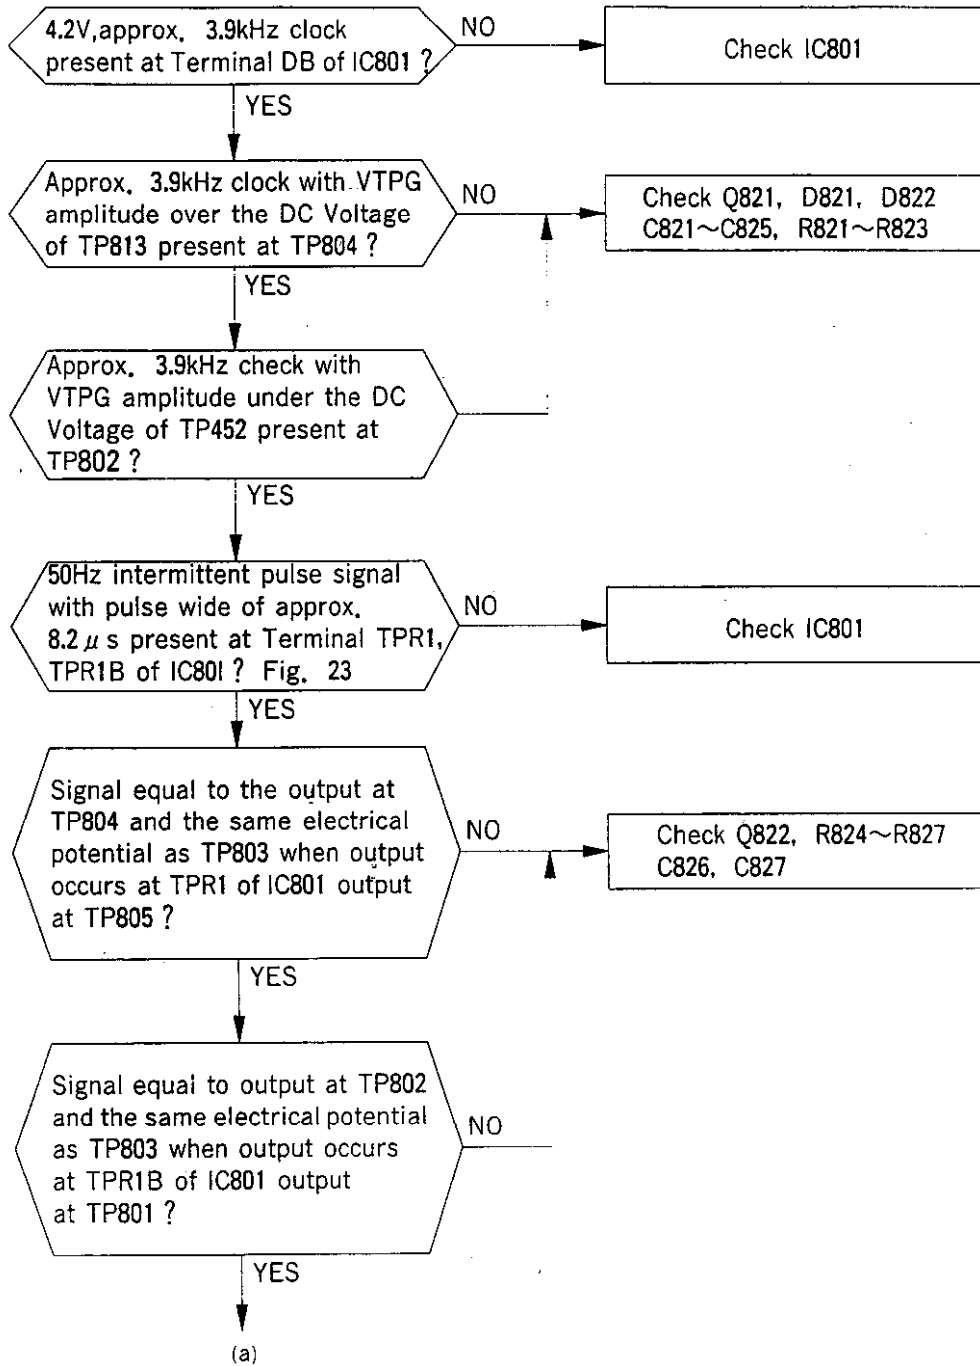 4.2V, approx. 3.9kHz clock
present at Terminal DB of IC801 ?
NO
Check IC801
YES
Approx. 3.9kHz clock with VTPG
amplitude over the DC Voltage
of TP813 present at TP804 ?
NO
Check Q821, D821, D822
C821~C825, R821~R823
YES
Approx. 3.9kHz check with
VTPG amplitude under the DC
Voltage of TP452 present at
TP802 ?
YES
50Hz intermittent pulse signal
with pulse wide of approx.
8.2 μ s present at Terminal TPR1,
TPR1B of IC801 ? Fig. 23
NO
Check IC801
YES
Signal equal to the output at
TP804 and the same electrical
potential as TP803 when output
occurs at TPR1 of IC801 output
at TP805 ?
NO
Check Q822, R824~R827
C826, C827
YES
Signal equal to output at TP802
and the same electrical potential
as TP803 when output occurs
at TPR1B of IC801 output
at TP801 ?
NO
YES
(a)